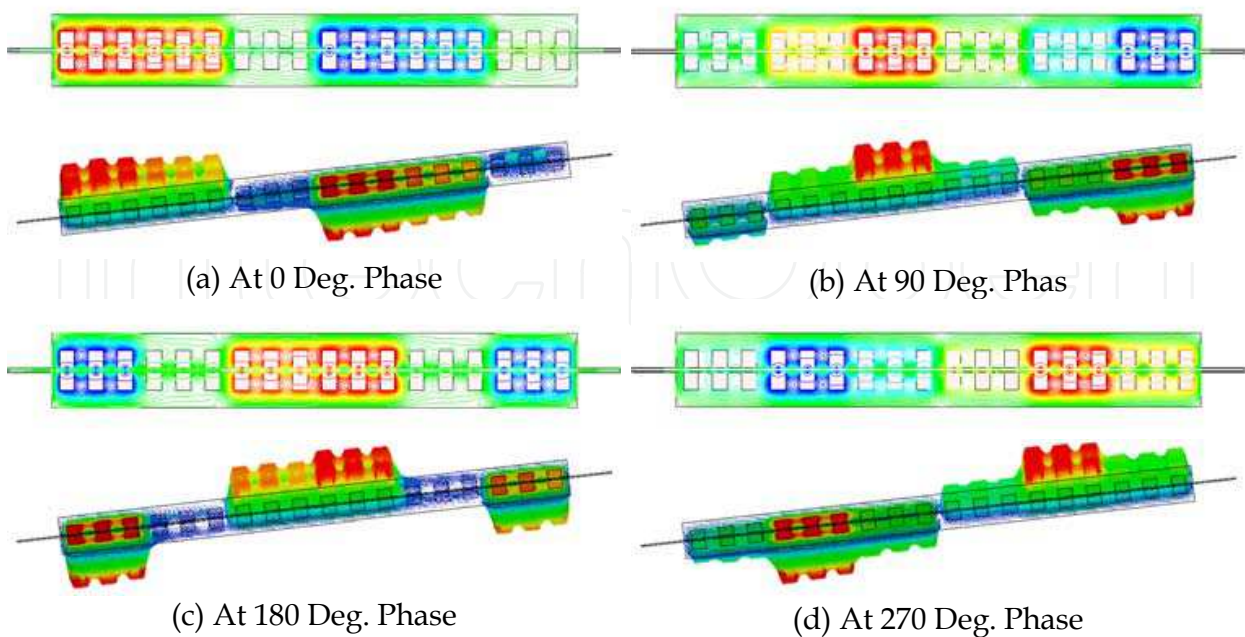 (a) At 0 Deg. Phase
(b) At 90 Deg. Phas
(c) At 180 Deg. Phase
(d) At 270 Deg. Phase